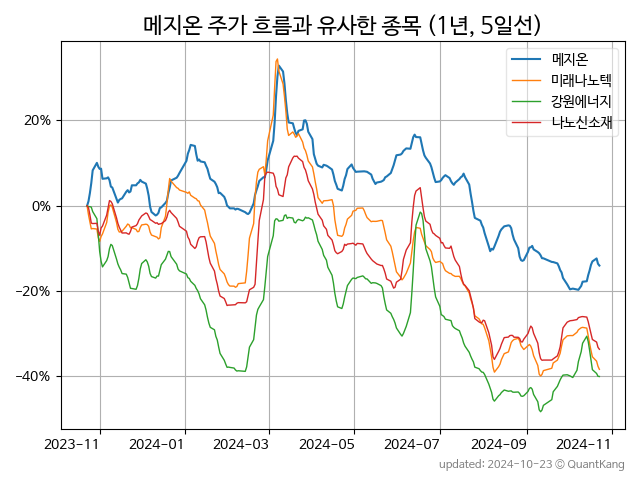 메지온 주가 흐름과 유사한 종목 (1년, 5일선)
메지온
미래나노텍
강원에너지
나노신소재
20%
0%
−20%
−40%
2023-11
2024-01
2024-03
2024-05
2024-07
2024-09
2024-11
updated: 2024-10-23 © QuantKang